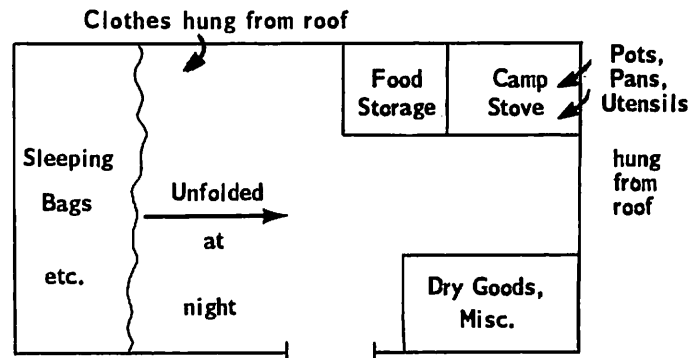 Clothes hung from roof
Food
Storage
Camp
Stove
Pots,
Pans,
Utensils
hung
from
roof
Sleeping
Bags
etc.
Unfolded
at
night
Dry Goods,
Misc.